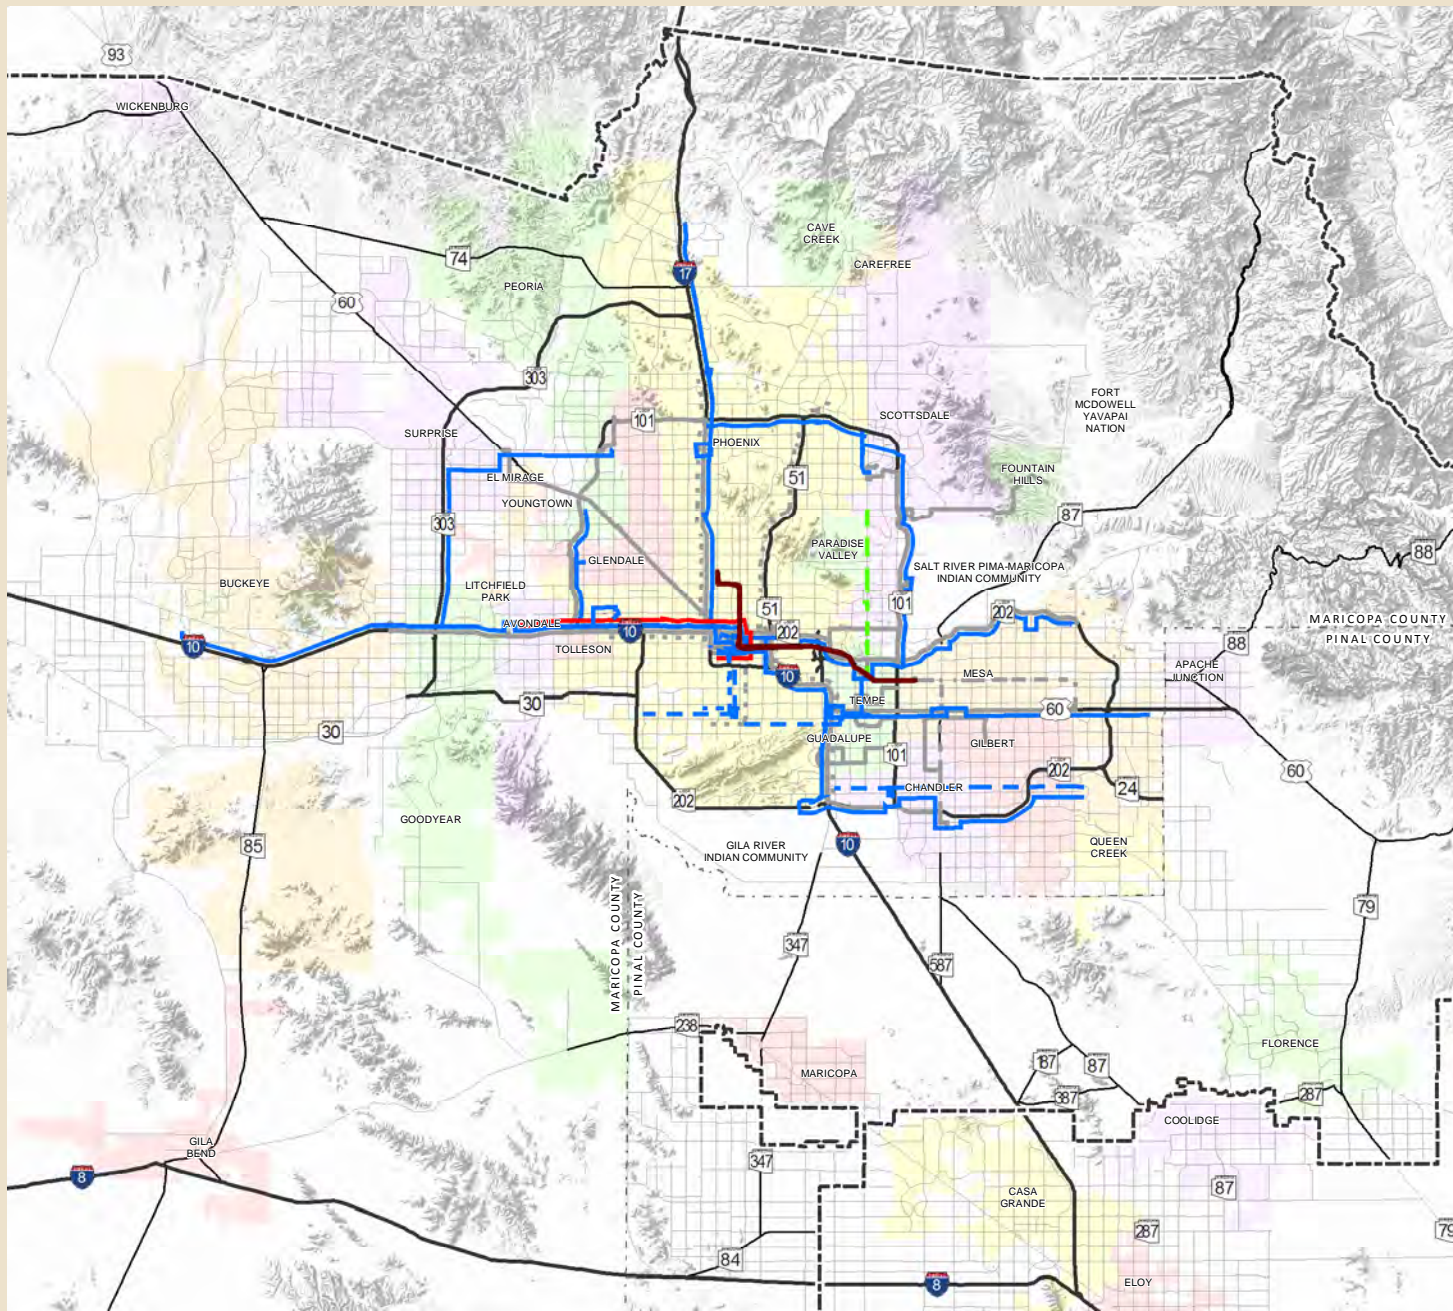 93
WICKENBURG
CAVE
CREEK
CAREFREE
74
17
PEORIA
60
303
101
SCOTTSDALE
FORT
MCDOWELL
YAVAPAI
NATION
SURPRISE
PHOENIX
EL MIRAGE
51
FOUNTAIN
HILLS
YOUNGTOWN
87
303
PARADISE
VALLEY
88
GLENDALE
SALT RIVER PIMA-MARICOPA
INDIAN COMMUNITY
BUCKEYE
LITCHFIELD
PARK
101
51
202
MARICOPA COUNTY
PINAL COUNTY
AVONDALE
10
202
10
TOLLESON
88
10
MESA
APACHE
JUNCTION
30
TEMPE
60
30
GUADALUPE
GILBERT
101
202
60
CHANDLER
24
202
GOODYEAR
85
10
GILA RIVER
INDIAN COMMUNITY
QUEEN
CREEK
MARICOPA COUNTY
PINAL COUNTY
79
347
587
238
FLORENCE
187
87
MARICOPA
387
287
COOLIDGE
GILA
BEND
347
8
87
CASA
GRANDE
287
79
84
8
ELOY